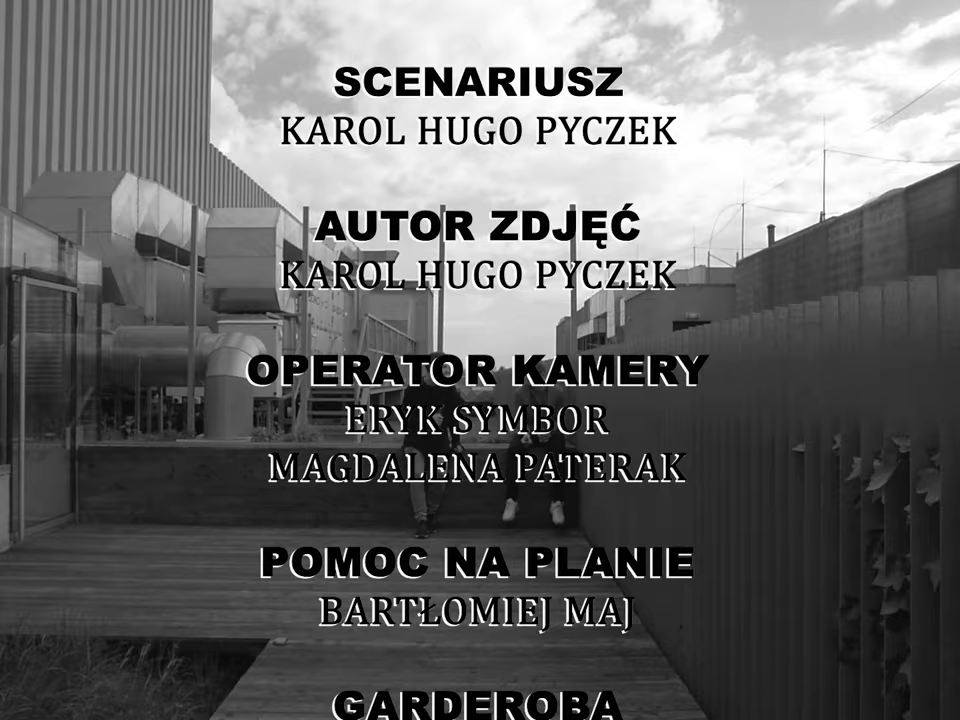 SCENARIUSZ
KAROL HUGO PYCZEK
AUTOR ZDJĘĆ
KAROL HUGO PYCZEK
OPERATOR KAMERY
ERYK SYMBOR
MAGDALENA PATERAK
POMOC NA PLANIE
BARTŁOMIEJ MAJ
GARDEROBA